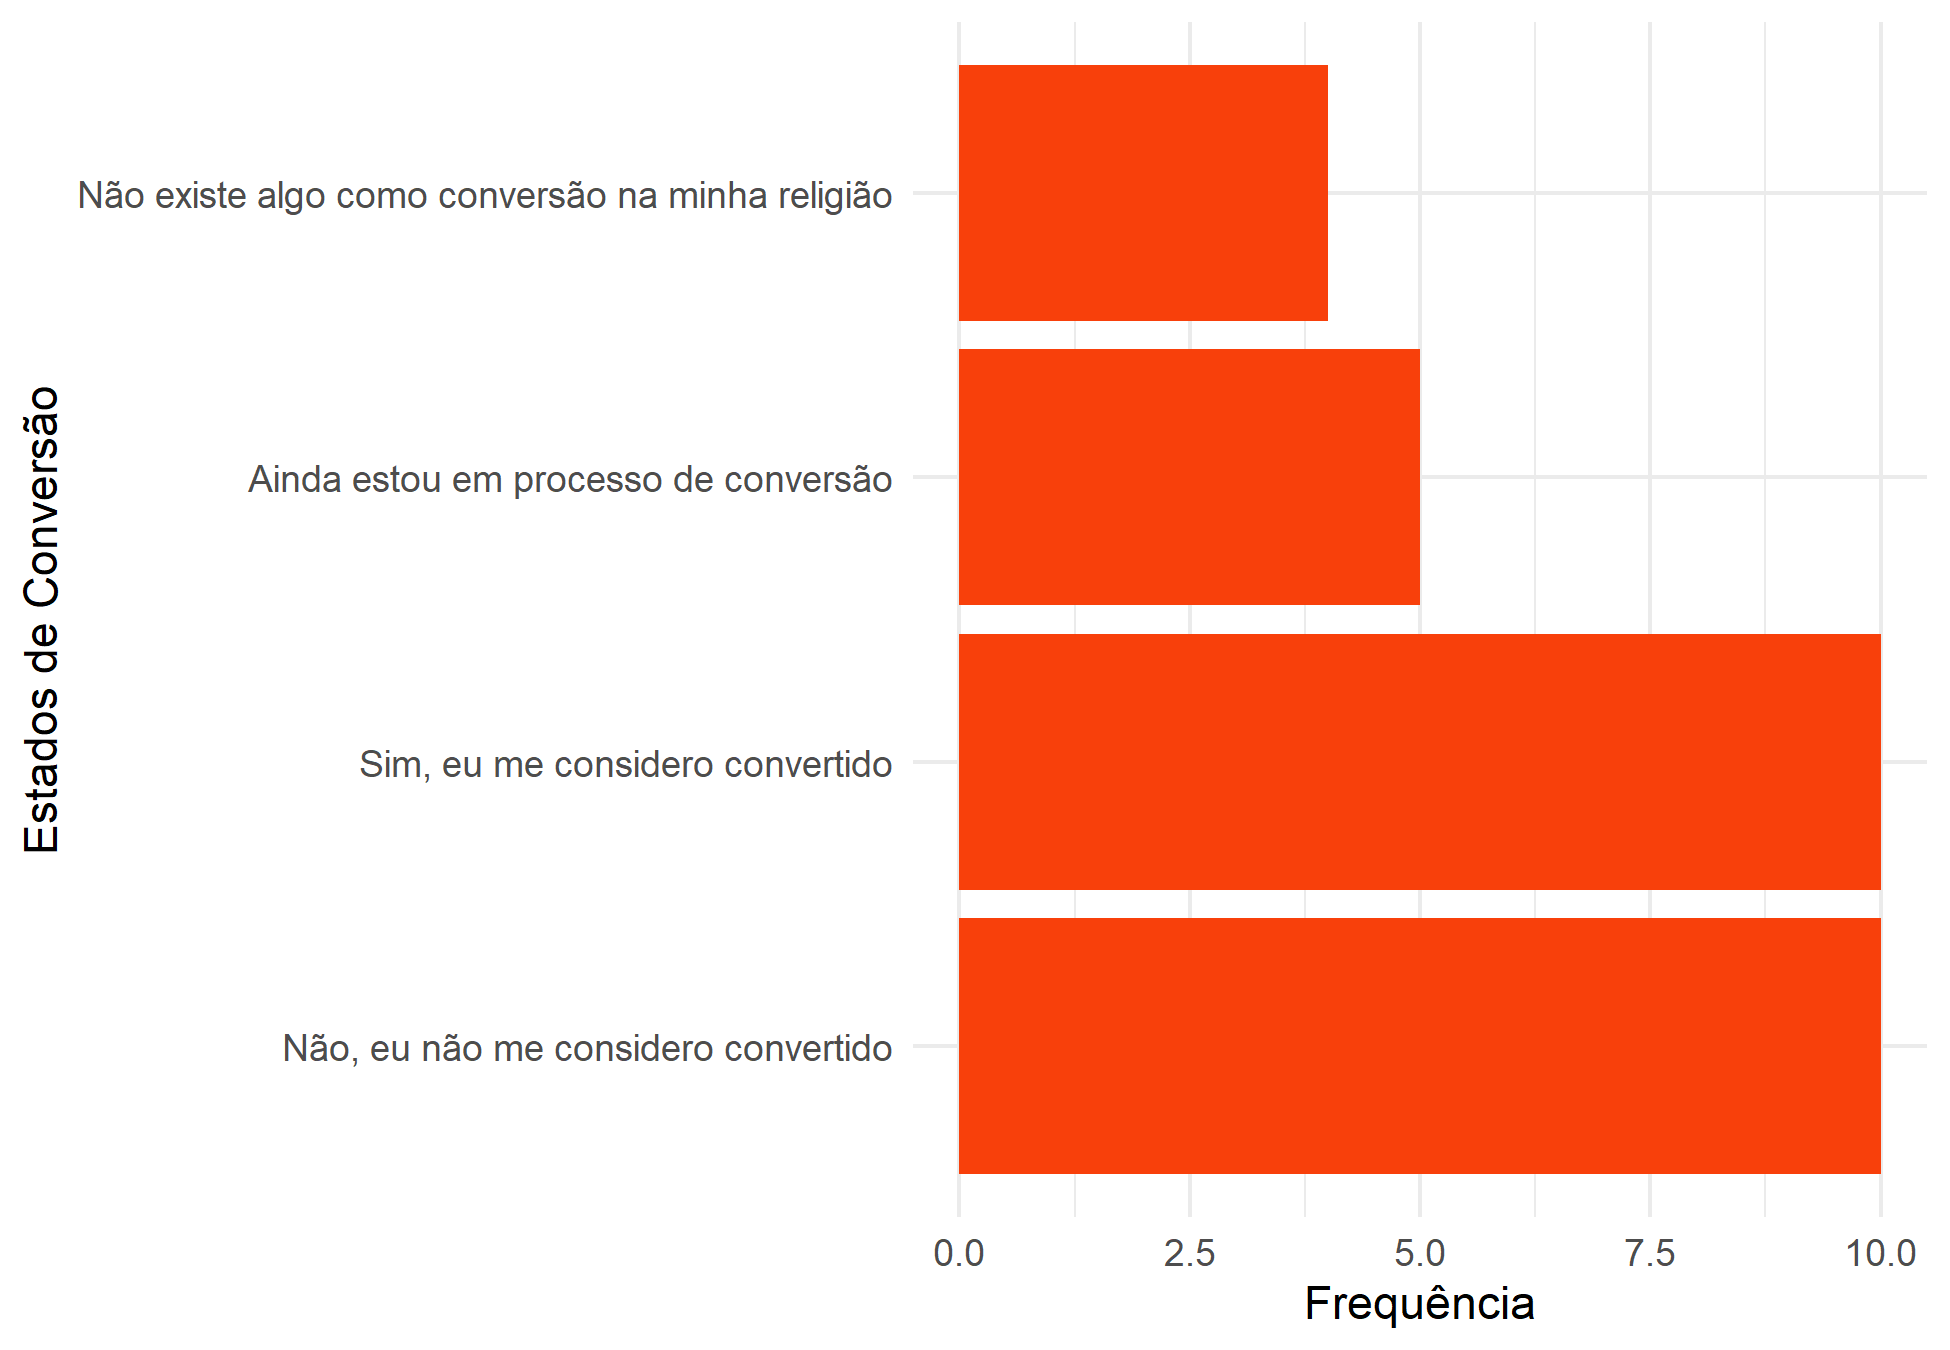 Estados de Conversão
Não existe algo como conversão na minha religião
Ainda estou em processo de conversão
Sim, eu me considero convertido
Não, eu não me considero convertido
0.0 2.5 5.0 7.5 10.0
Frequência